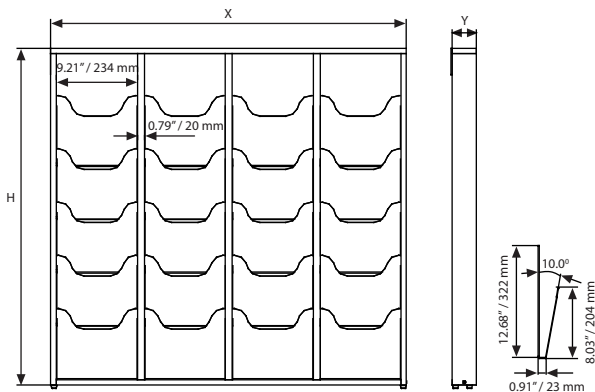 X
Y
9.21” / 234 mm
0.79” / 20 mm
H
10.0⁰
12.68” / 322 mm
8.03” / 204 mm
0.91” / 23 mm